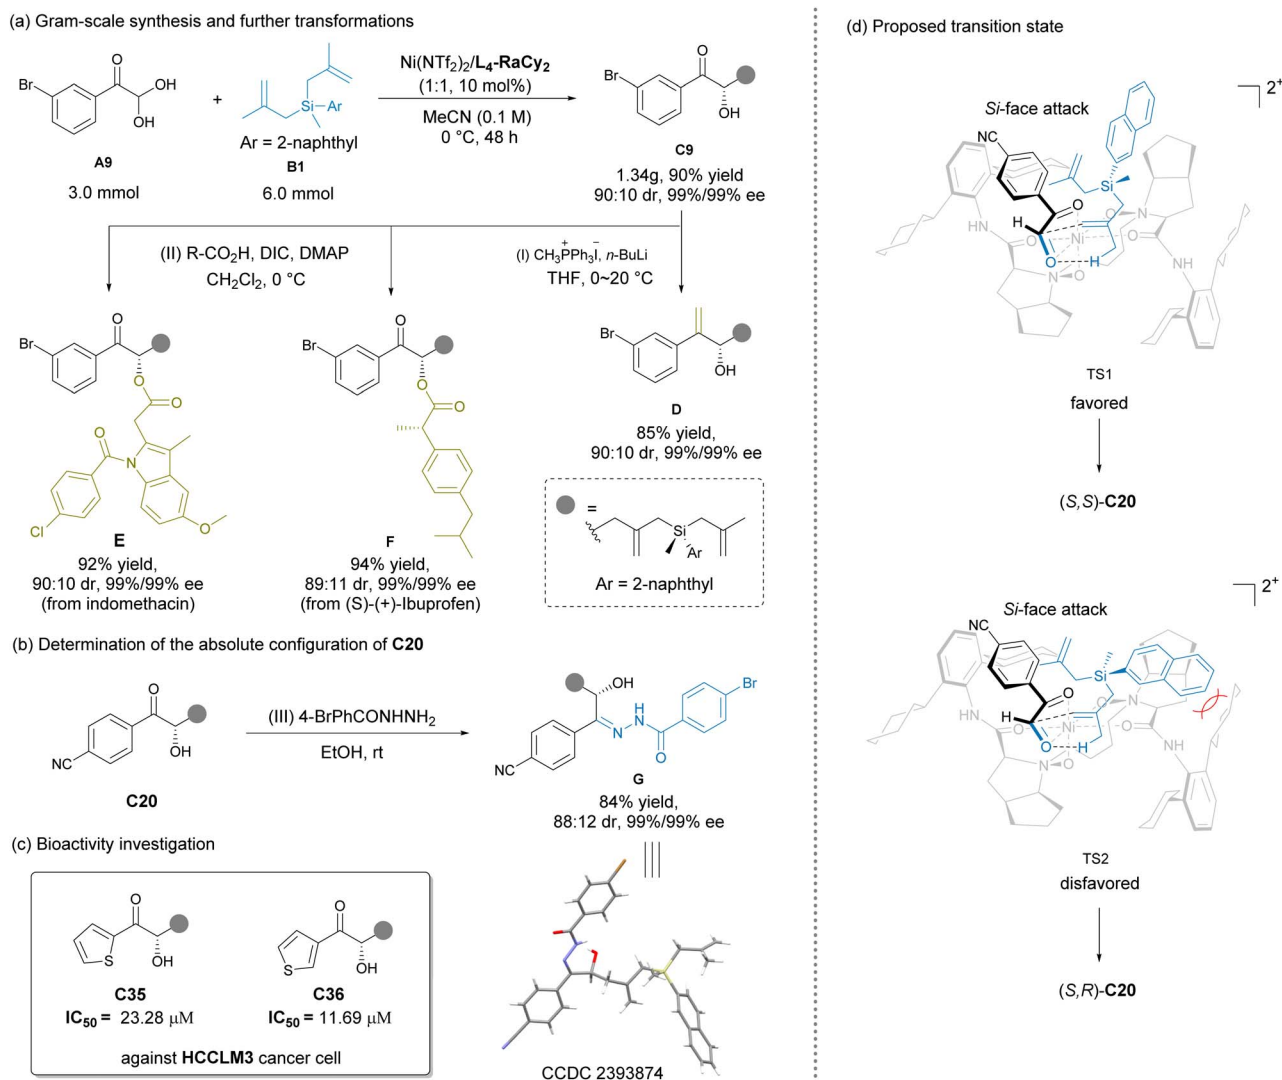 (a) Gram-scale synthesis and further transformations
Br
O
OH
OH
A9
3.0 mmol
+
Si
Ar
Ar = 2-naphthyl
B1
6.0 mmol
Ni(NTf2)2/L4-RaCy2
(1:1, 10 mol%)
MeCN (0.1 M)
0 °C, 48 h
Br
O
OH
C9
1.34g, 90% yield
90:10 dr, 99%/99% ee
(II) R-CO2H, DIC, DMAP
CH2Cl2, 0 °C
(I) CH3P+Ph3I−, n-BuLi
THF, 0~20 °C
Br
O
O
O
O
N
Cl
O
E
92% yield,
90:10 dr, 99%/99% ee
(from indomethacin)
Br
O
O
O
F
94% yield,
89:11 dr, 99%/99% ee
(from (S)-(+)-Ibuprofen)
Br
OH
D
85% yield,
90:10 dr, 99%/99% ee
=
Si
Ar
Ar = 2-naphthyl
(b) Determination of the absolute configuration of C20
O
OH
NC
C20
(III) 4-BrPhCONHNH2
EtOH, rt
OH
Br
H
N
N
O
NC
G
84% yield,
88:12 dr, 99%/99% ee
CCDC 2393874
(c) Bioactivity investigation
O
S
OH
C35
IC50 = 23.28 μM
O
S
OH
C36
IC50 = 11.69 μM
against HCCLM3 cancer cell
(d) Proposed transition state
2+
Si-face attack
NC
Si
H
O
O
N
NH
O
Ni
O
O
H
N
O
NH
TS1
favored
(S,S)-C20
2+
Si-face attack
NC
Si
H
O
O
N
NH
O
Ni
O
O
H
N
O
NH
TS2
disfavored
(S,R)-C20